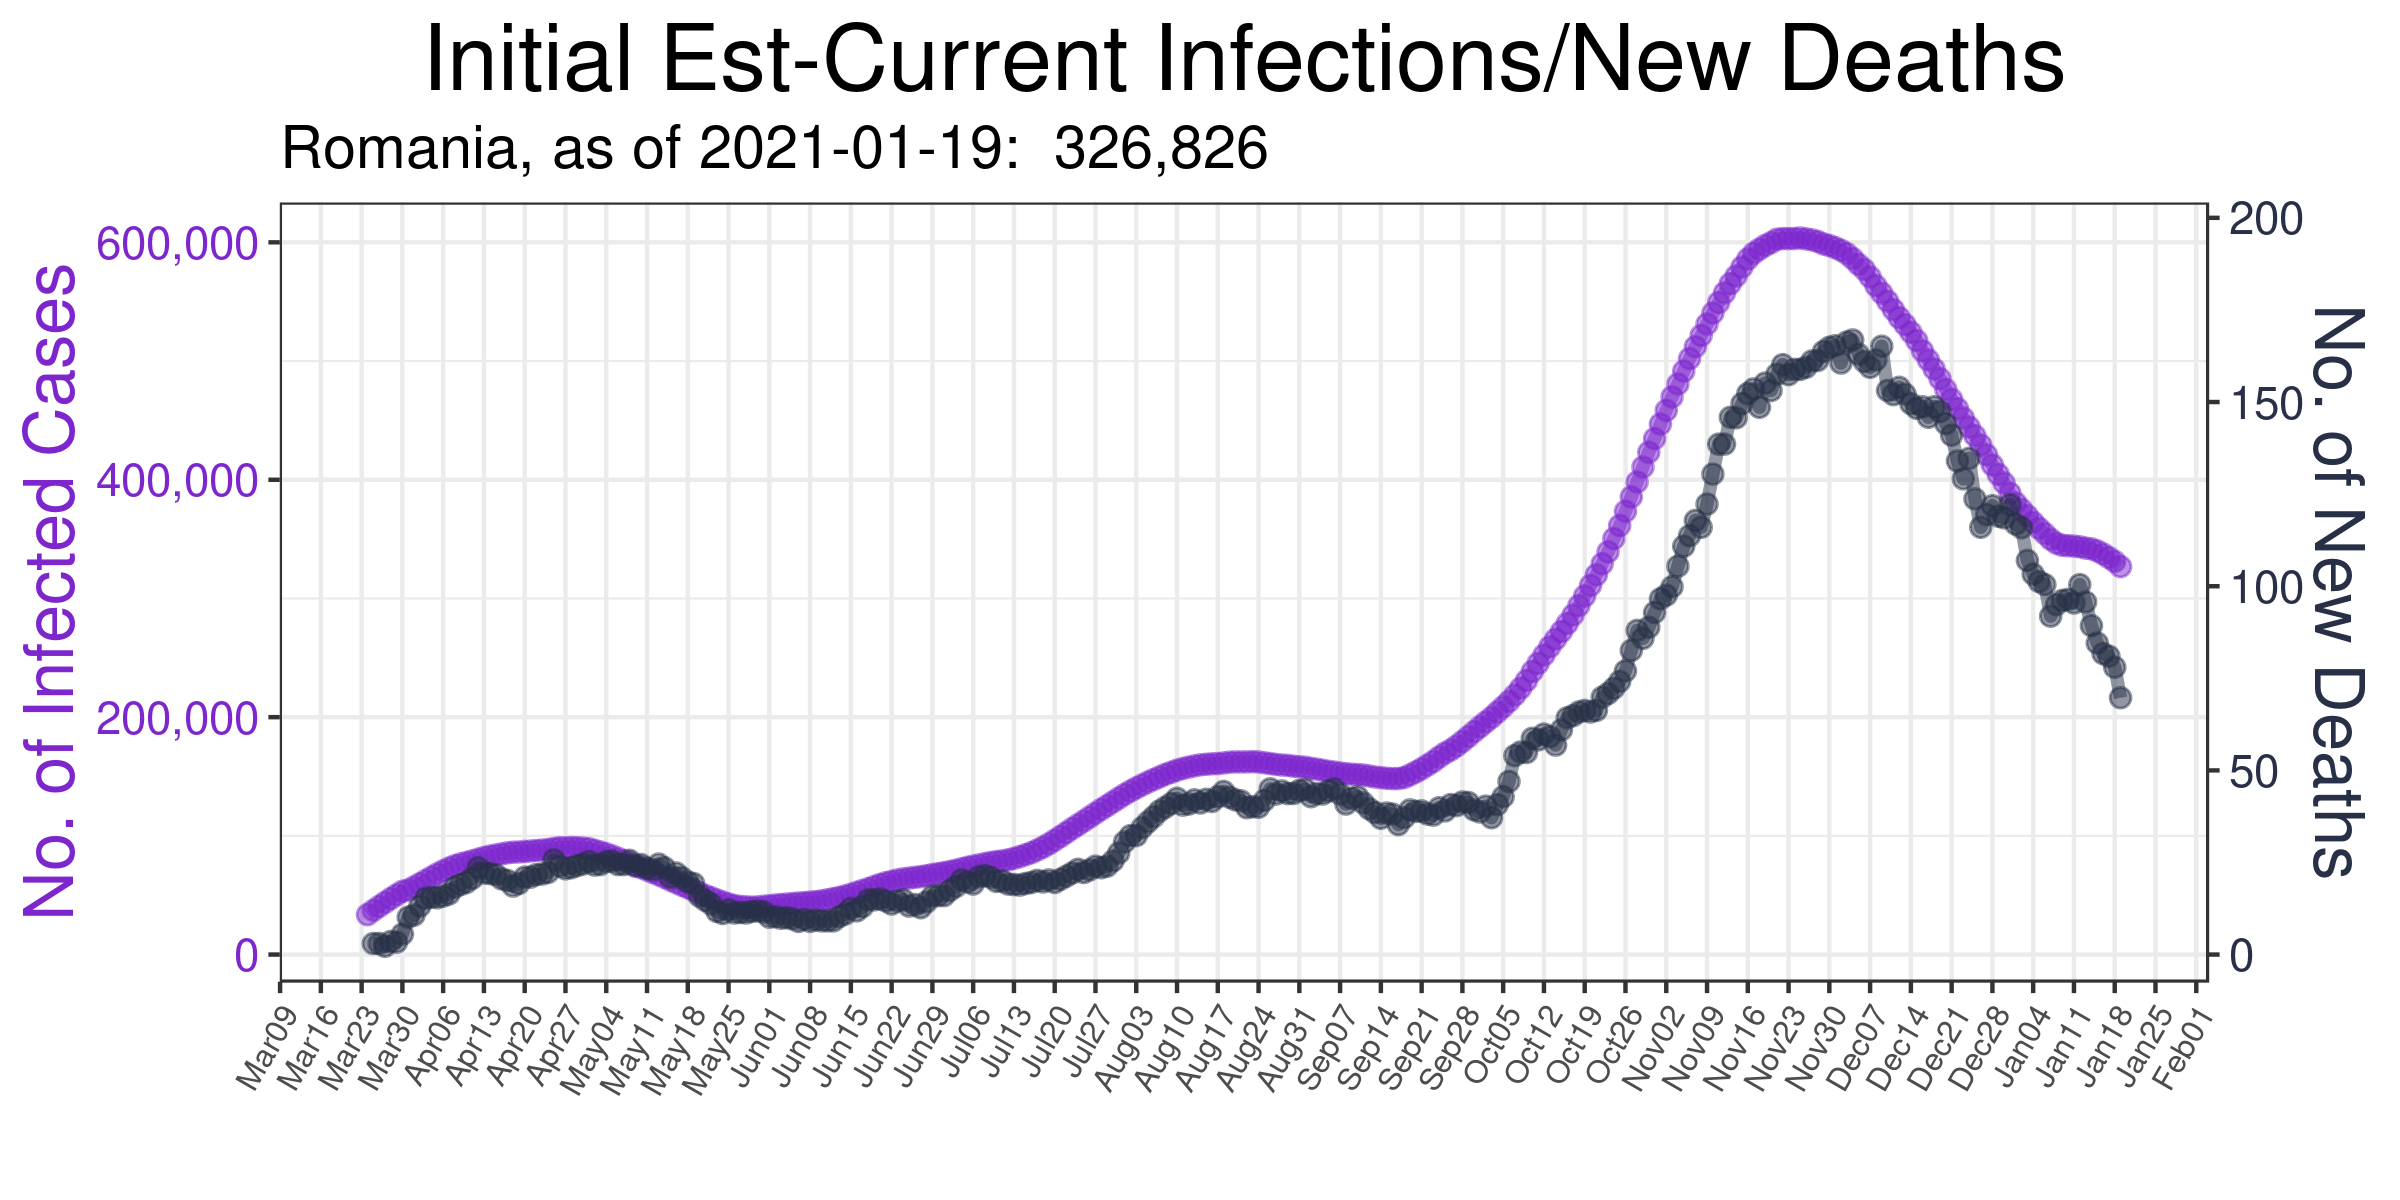 Initial Est-Current Infections/New Deaths
Romania, as of 2021-01-19:  326,826
No. of Infected Cases
600,000
400,000
200,000
0
200
150
100
50
0
No. of New Deaths
Mar09
Mar16
Mar23
Mar30
Apr06
Apr13
Apr20
Apr27
May04
May11
May18
May25
Jun01
Jun08
Jun15
Jun22
Jun29
Jul06
Jul13
Jul20
Jul27
Aug03
Aug10
Aug17
Aug24
Aug31
Sep07
Sep14
Sep21
Sep28
Oct05
Oct12
Oct19
Oct26
Nov02
Nov09
Nov16
Nov23
Nov30
Dec07
Dec14
Dec21
Dec28
Jan04
Jan11
Jan18
Jan25
Feb01